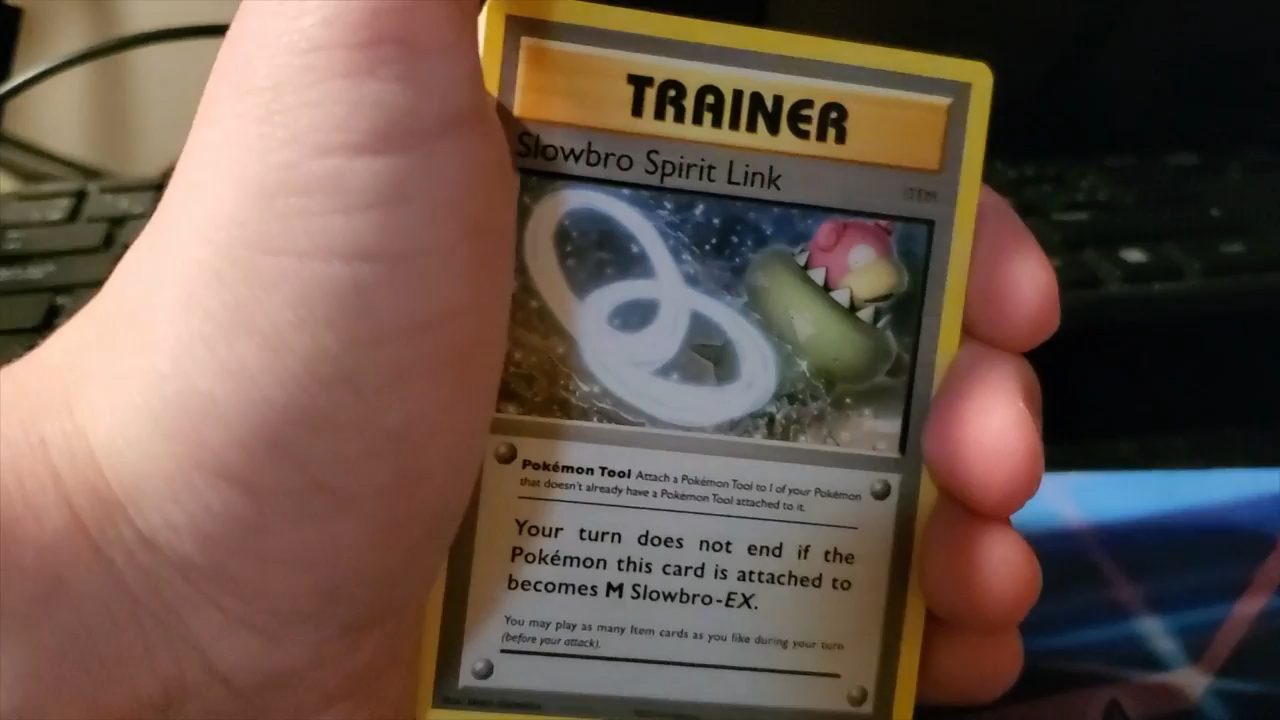 TRAINER
Slowbro Spirit Link
ITEM
Pokémon Tool Attach a Pokémon Tool to 1 of your Pokémon
that doesn't already have a Pokémon Tool attached to it.
Your turn does not end if the
Pokémon this card is attached to
becomes M Slowbro-EX.
You may play as many Item cards as you like during your turn
(before your attack).